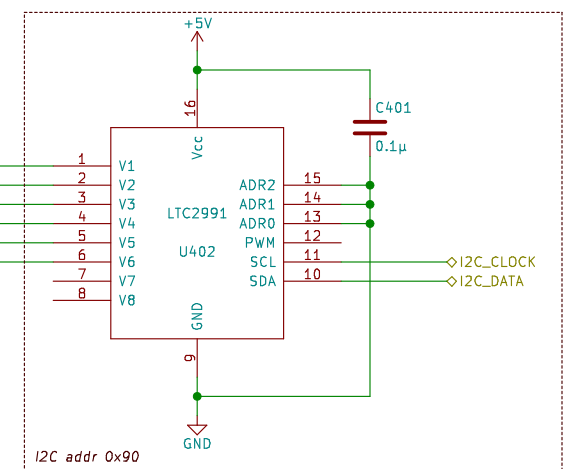 +5V
16
Vcc
C401
0.1µ
1 V1
2 V2
3 V3
4 V4
5 V5
6 V6
7 V7
8 V8
LTC2991
U402
ADR2 15
ADR1 14
ADR0 13
PWM 12
SCL 11
SDA 10
I2C_CLOCK
I2C_DATA
GND
9
GND
I2C addr 0x90